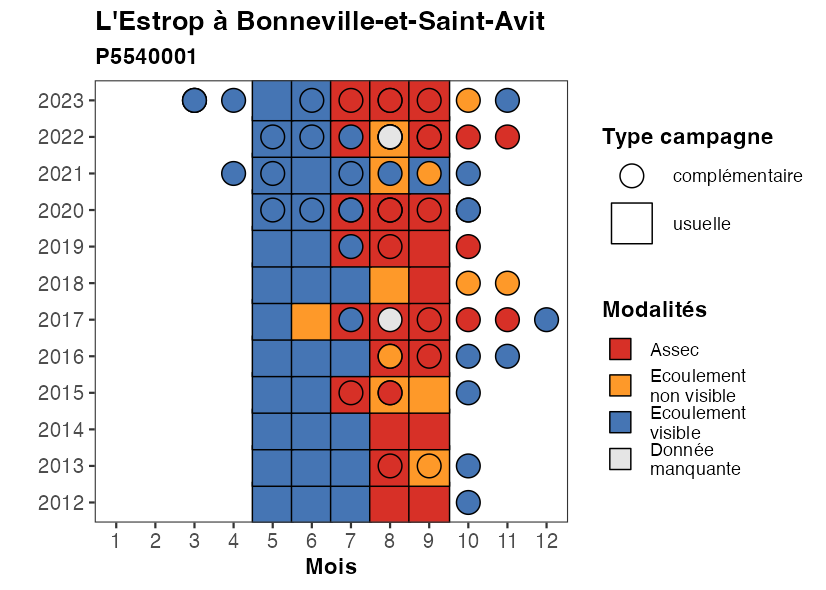 L'Estrop à Bonneville-et-Saint-Avit
P5540001
2023
2022
2021
2020
2019
2018
2017
2016
2015
2014
2013
2012
1 2 3 4 5 6 7 8 9 10 11 12
Mois
Type campagne
complémentaire
usuelle
Modalités
Assec
Ecoulement
non visible
Ecoulement
visible
Donnée
manquante